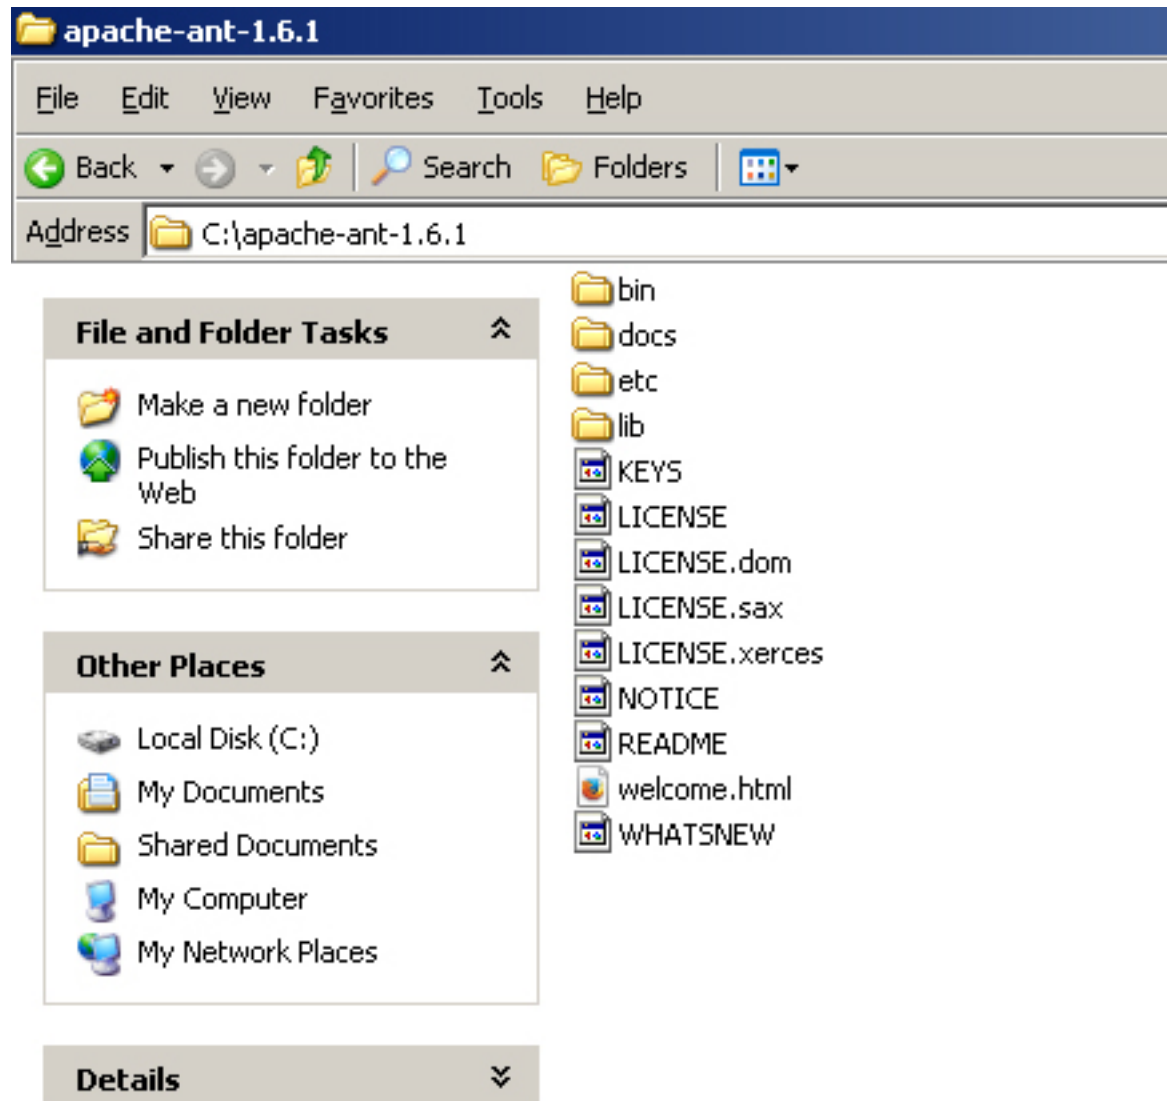 apache-ant-1.6.1
File Edit View Favorites Tools Help
Back Search Folders
Address C:\apache-ant-1.6.1
File and Folder Tasks
Make a new folder
Publish this folder to the
Web
Share this folder
Other Places
Local Disk (C:)
My Documents
Shared Documents
My Computer
My Network Places
Details
bin
docs
etc
lib
KEYS
LICENSE
LICENSE.dom
LICENSE.sax
LICENSE.xerces
NOTICE
README
welcome.html
WHATSNEW